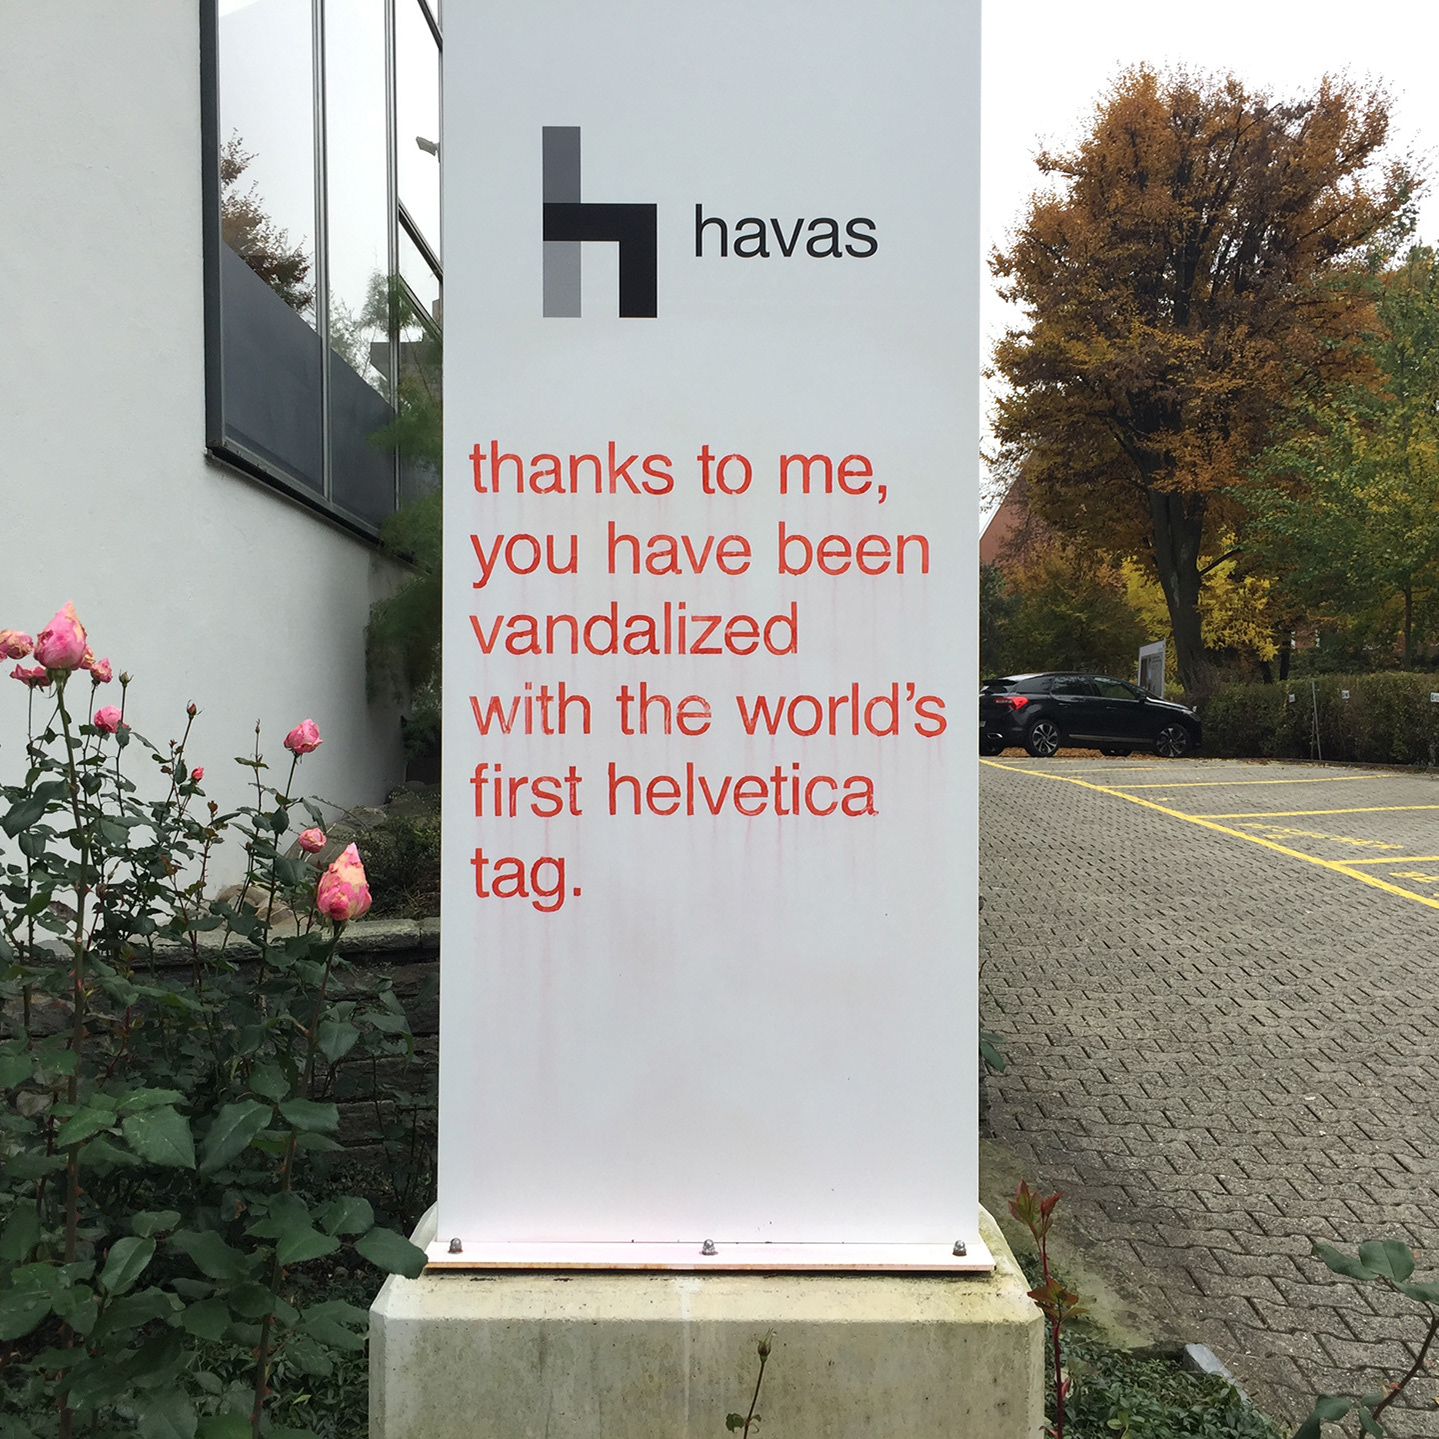 havas
thanks to me,
you have been
vandalized
with the world's
first helvetica
tag.